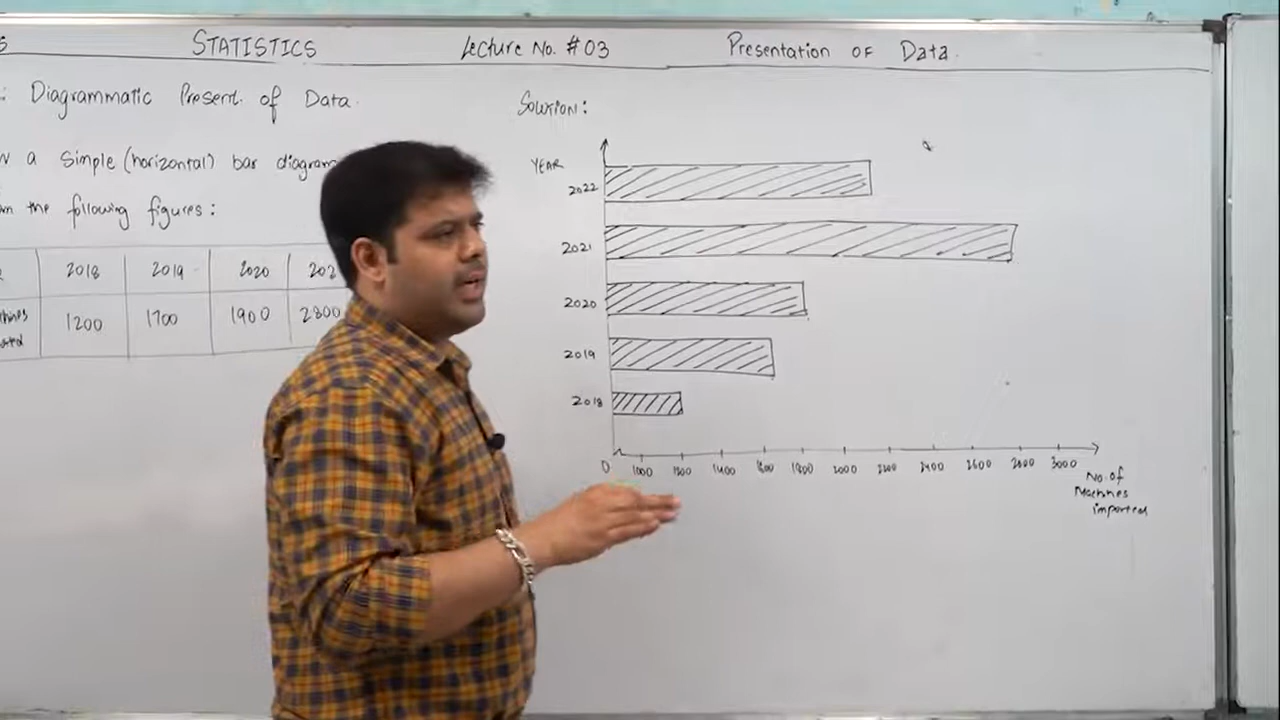 STATISTICS Lecture No. #03 Presentation of Data.
: Diagrammatic Present. of Data.
a Simple (horizontal) bar diagram
the following figures:
2018 2019 2020 202
1200 1700 1900 2800
SOLUTION:
YEAR
2022
2021
2020
2019
2018
0 1000 1200 1400 1600 1800 2000 2200 2400 2600 2800 3000
No. of
Machines
imported